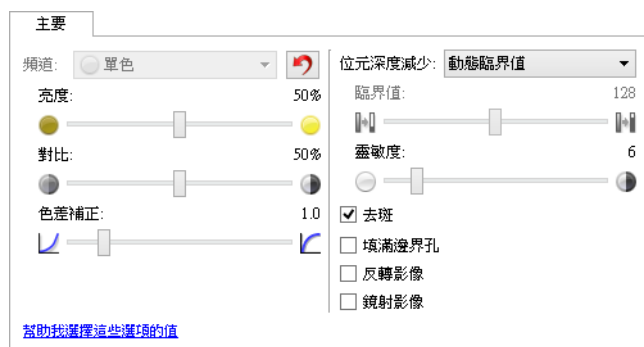 主要
頻道: 單色
亮度: 50%
對比: 50%
色差補正: 1.0
幫助我選擇這些選項的值
位元深度減少: 動態臨界值
臨界值: 128
靈敏度: 6
去斑
填滿邊界孔
反轉影像
鏡射影像